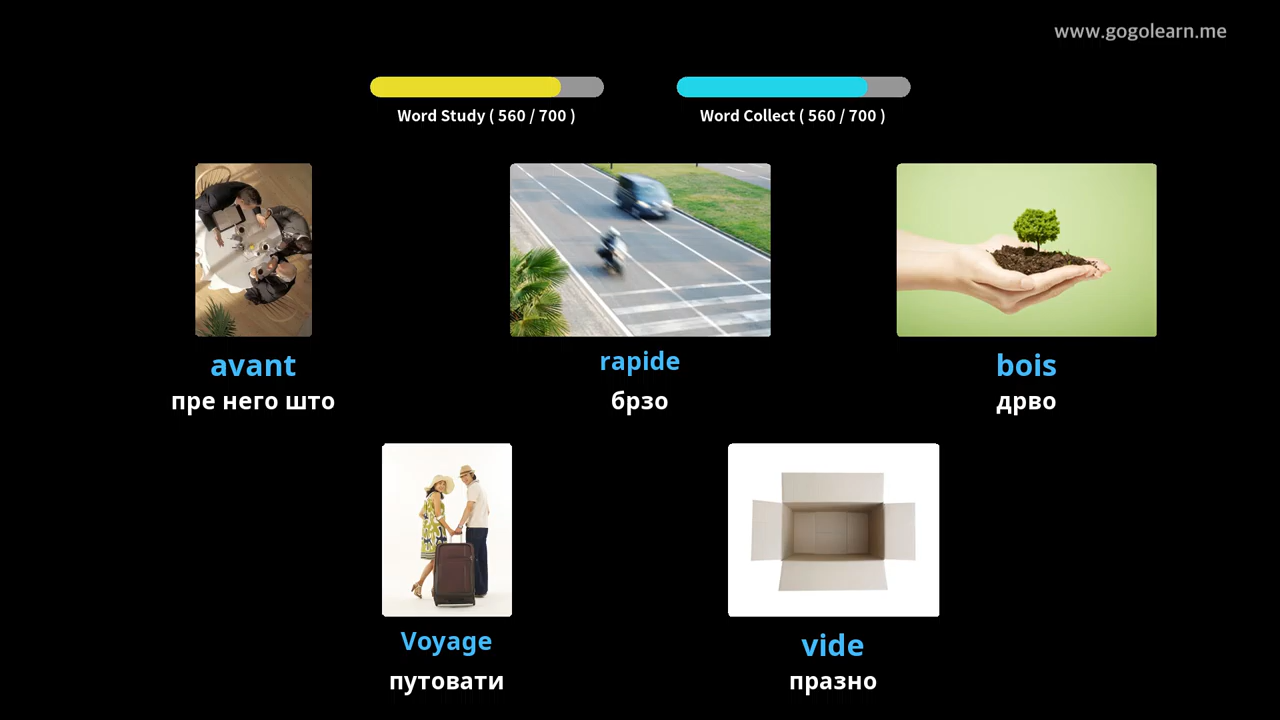 www.gogolearn.me
Word Study ( 560 / 700 )
Word Collect ( 560 / 700 )
avant
пре него што
rapide
брзо
bois
дрво
Voyage
путовати
vide
празно